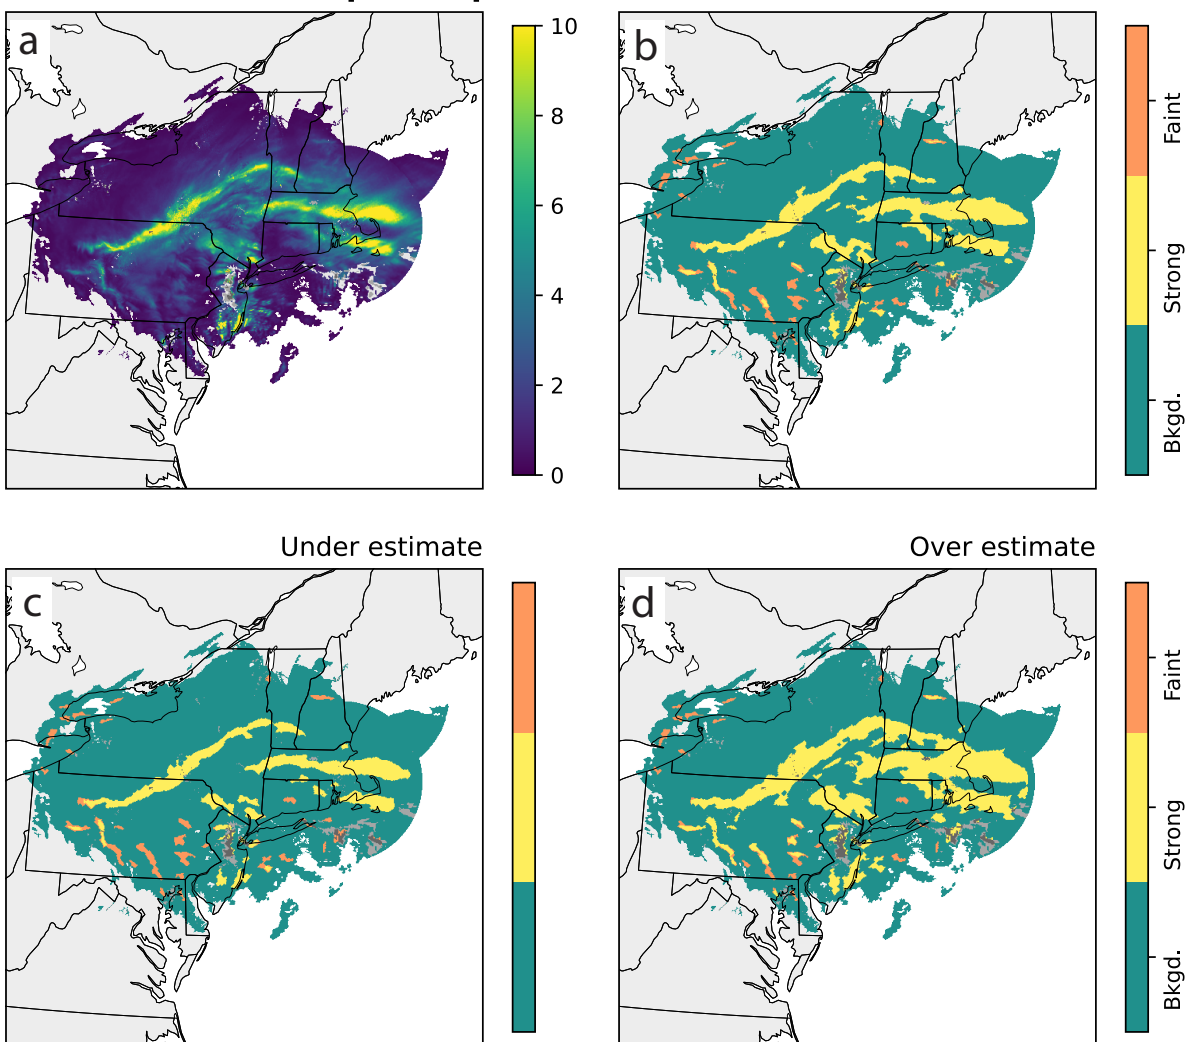 a
10
8
6
4
2
0
b
Faint
Strong
Bkgd.
Under estimate
c
Over estimate
d
Faint
Strong
Bkgd.